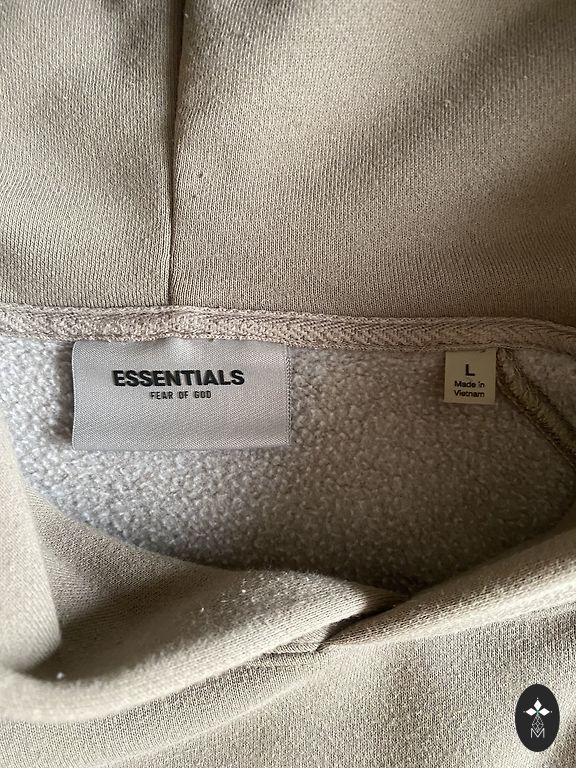 ESSENTIALS
FEAR OF GOD
L
Made in
Vietnam
M